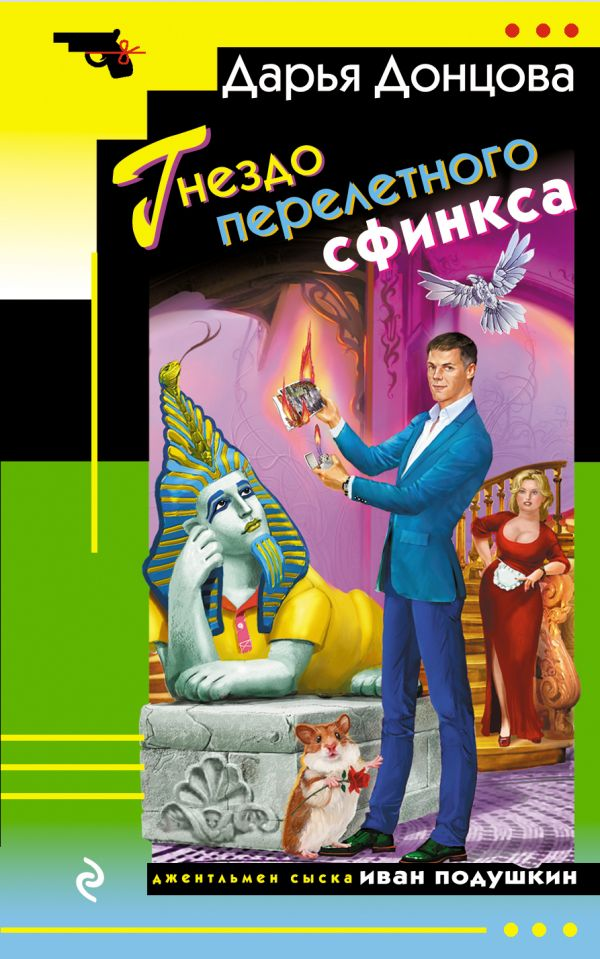 Дарья Донцова
Гнездо
перелетного
сфинкса
джентльмен сыска иван подушкин